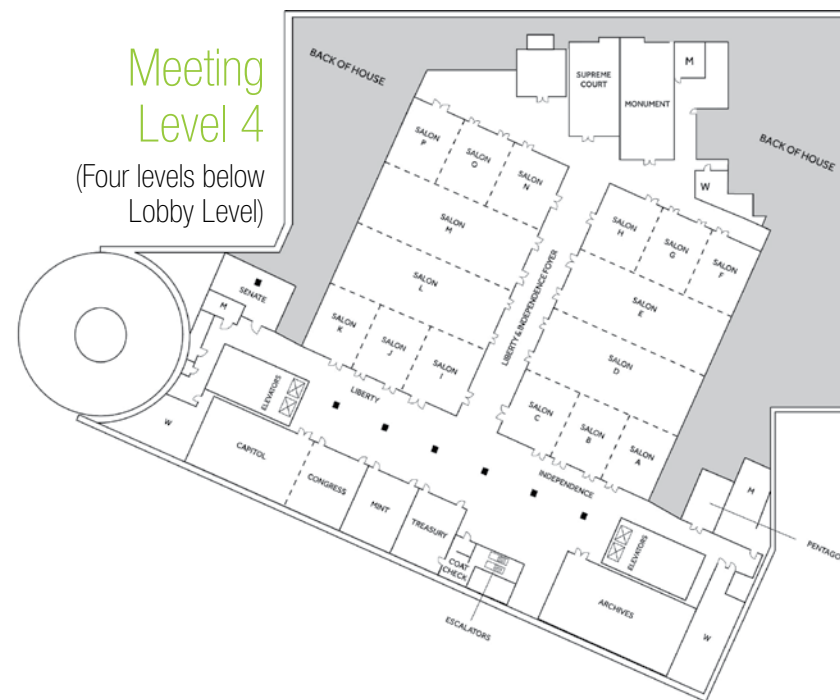 Meeting
Level 4
(Four levels below
Lobby Level)
BACK OF HOUSE
SUPREME
COURT
MONUMENT
M
BACK OF HOUSE
W
SALON
P
SALON
O
SALON
N
SALON
M
SALON
L
SALON
K
SALON
J
SALON
I
LIBERTY & INDEPENDENCE FOYER
SALON
H
SALON
G
SALON
F
SALON
E
SALON
D
SALON
C
SALON
B
SALON
A
SENATE
M
ELEVATORS
LIBERTY
W
CAPITOL
CONGRESS
MINT
TREASURY
COAT
CHECK
ESCALATORS
INDEPENDENCE
ELEVATORS
ARCHIVES
M
PENTAGO
W